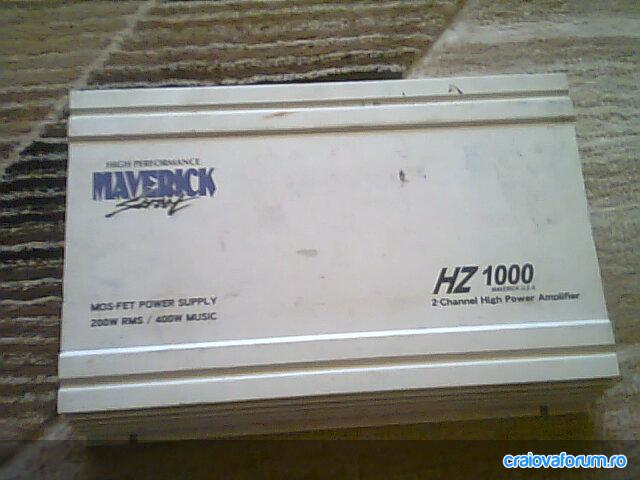 HIGH PERFORMANCE
MAVERICK
MOS-FET POWER SUPPLY
200W RMS / 400W MUSIC
HZ 1000
MAVERICK U.S.A
2-Channel High Power Amplifier
craiovaforum.ro